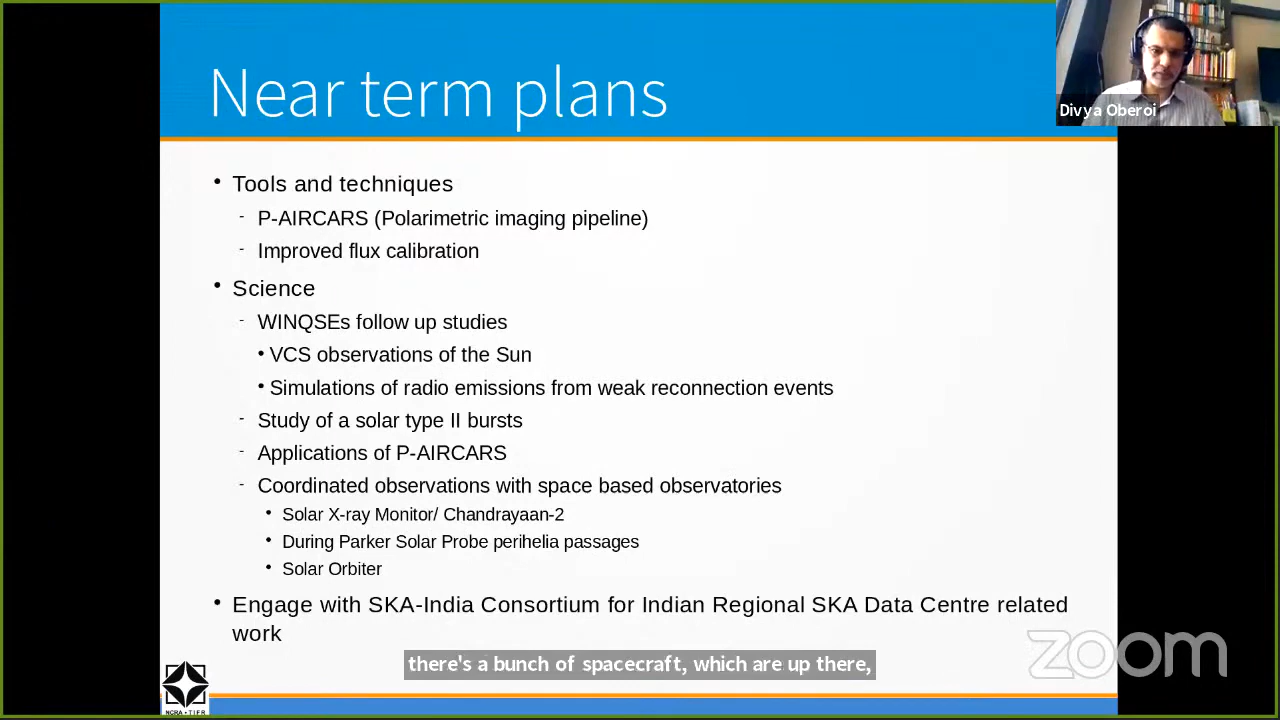 Near term plans
Divya Oberoi
• Tools and techniques
- P-AIRCARS (Polarimetric imaging pipeline)
- Improved flux calibration
• Science
- WINQSEs follow up studies
• VCS observations of the Sun
• Simulations of radio emissions from weak reconnection events
- Study of a solar type II bursts
- Applications of P-AIRCARS
- Coordinated observations with space based observatories
• Solar X-ray Monitor/ Chandrayaan-2
• During Parker Solar Probe perihelia passages
• Solar Orbiter
• Engage with SKA-India Consortium for Indian Regional SKA Data Centre related
work
zoom
there's a bunch of spacecraft, which are up there,
NCRA • TIFR